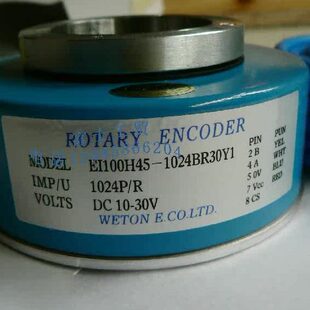 ROTARY ENCODER
MODEL EI100H45-1024BR30Y1
IMP/U 1024P/R
VOLTS DC 10-30V
WETON E.CO.LTD.
PIN FUN
2 B YEL
4 A WHT
5 0V BLU
7 Vcc RED
8 CS